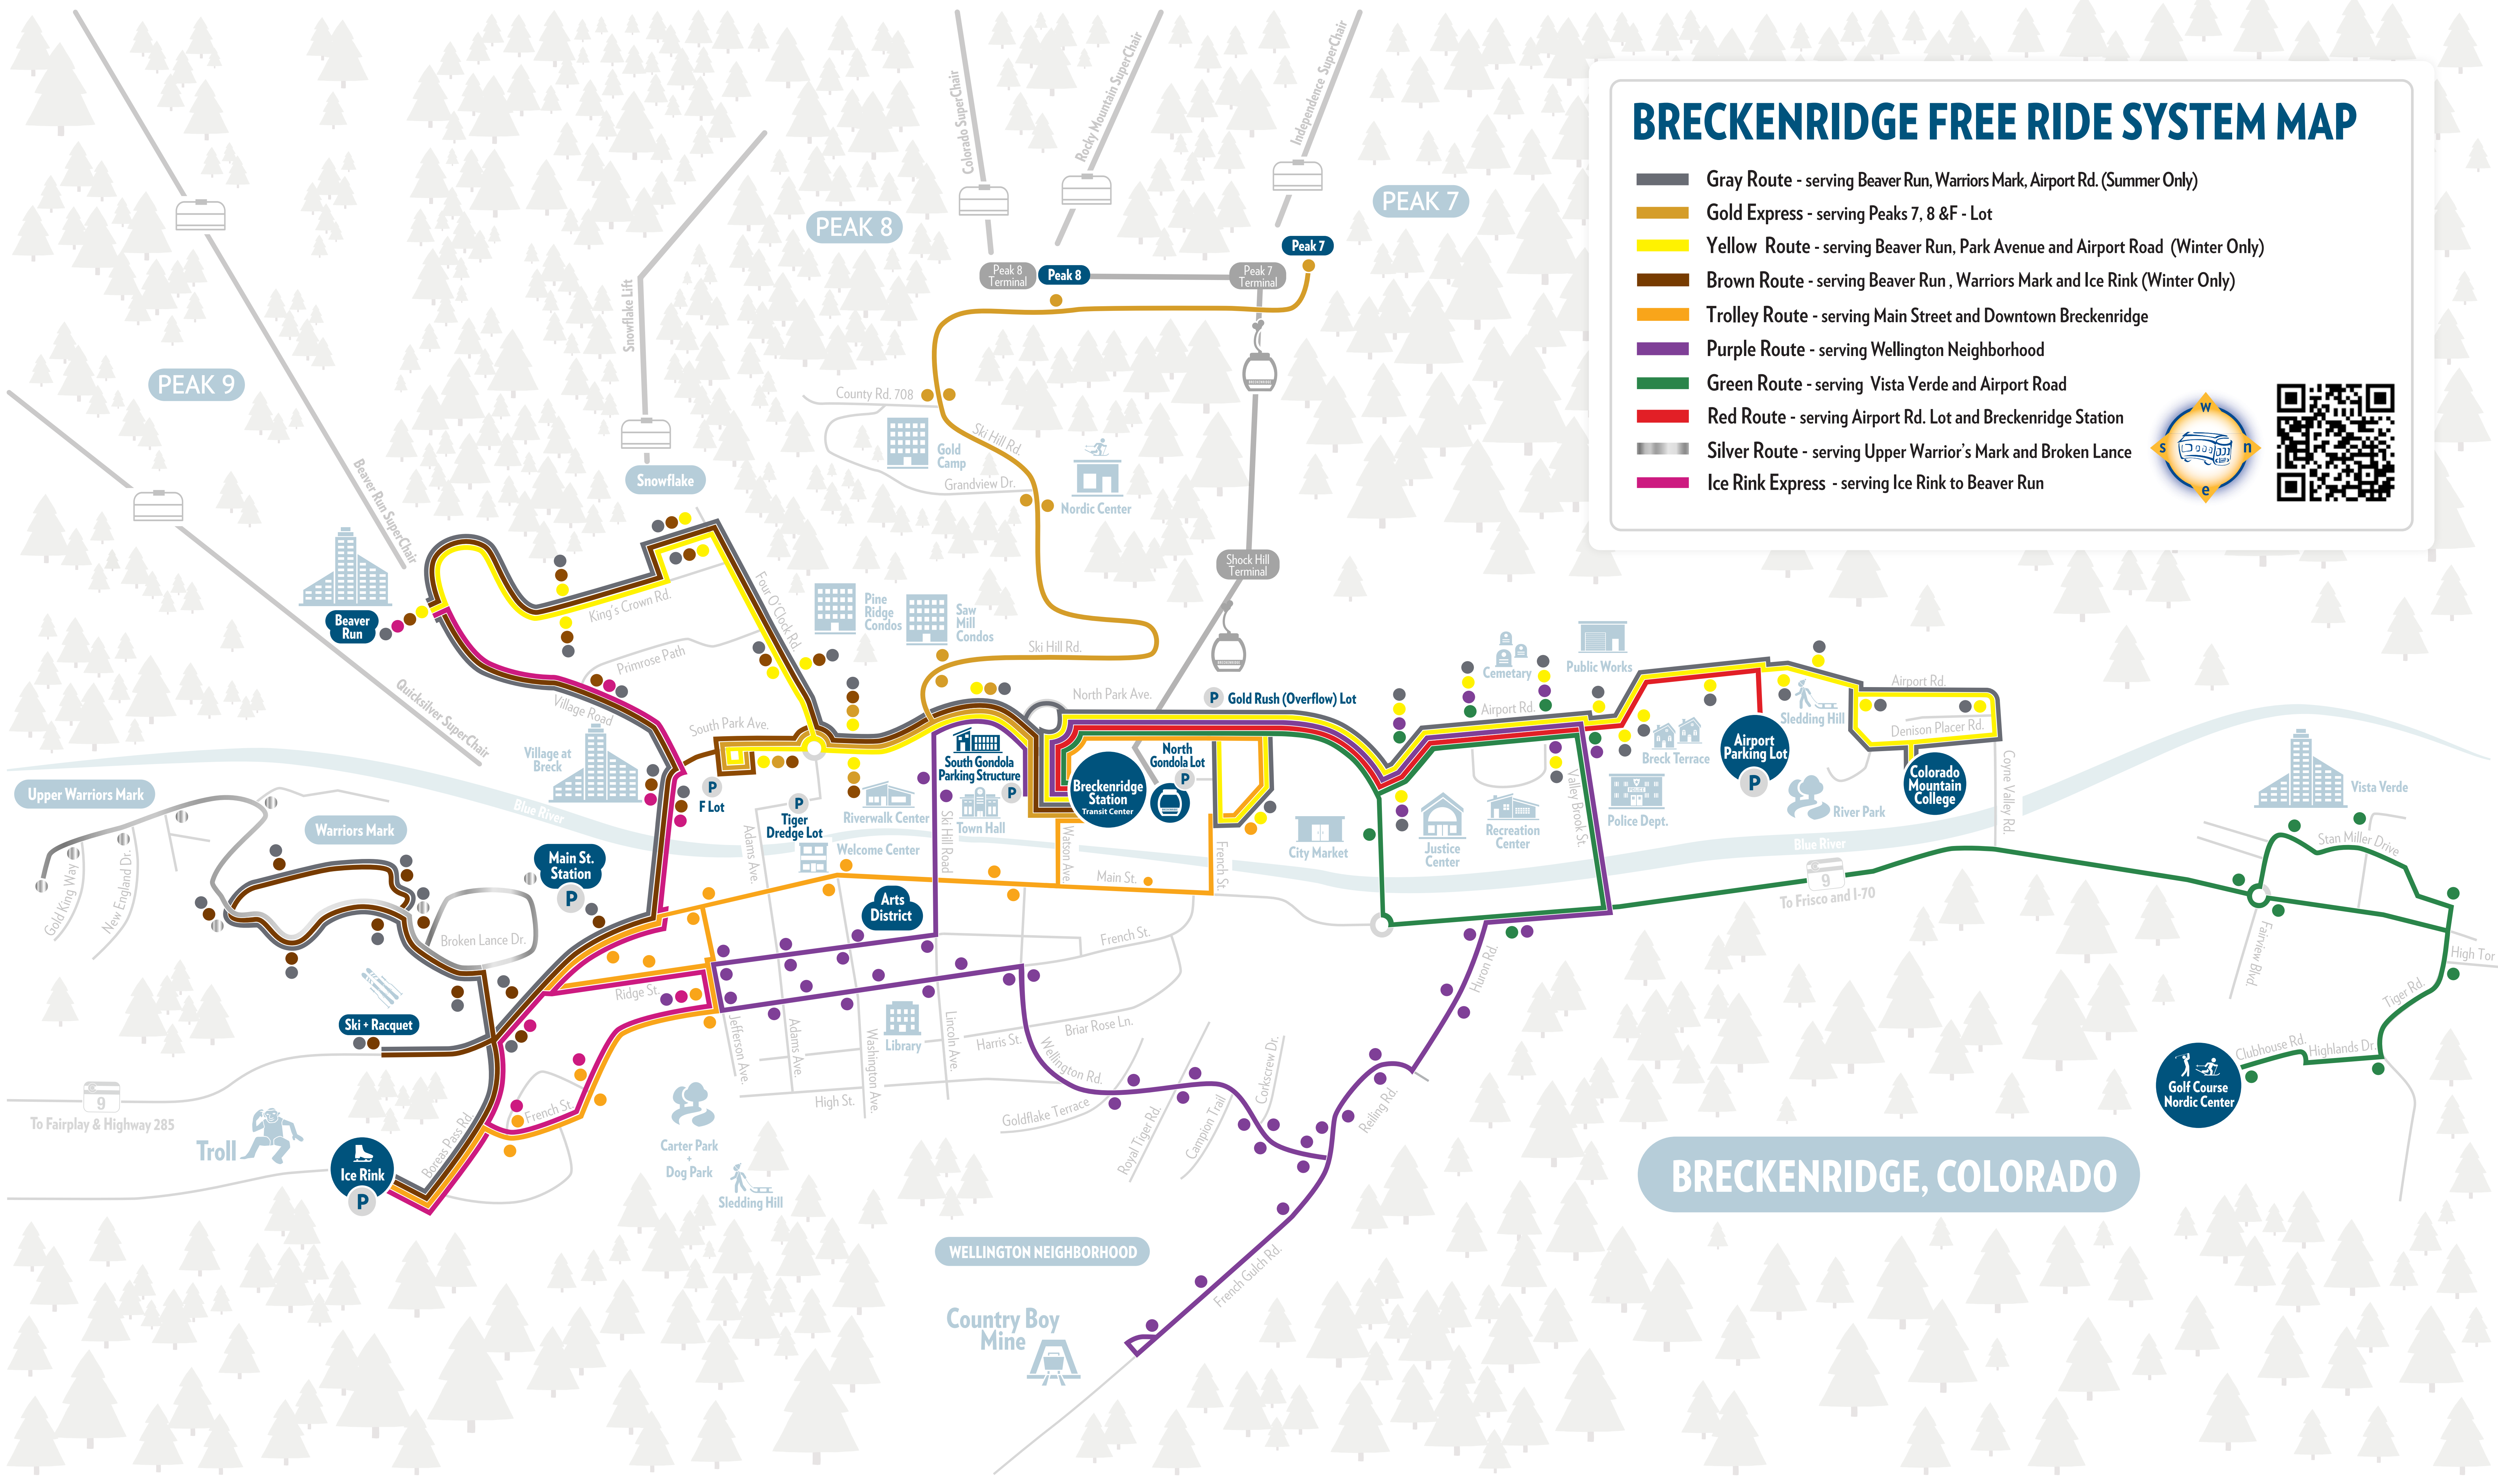 BRECKENRIDGE FREE RIDE SYSTEM MAP
Gray Route - serving Beaver Run, Warriors Mark, Airport Rd. (Summer Only)
Gold Express - serving Peaks 7, 8 &F - Lot
Yellow Route - serving Beaver Run, Park Avenue and Airport Road (Winter Only)
Brown Route - serving Beaver Run , Warriors Mark and Ice Rink (Winter Only)
Trolley Route - serving Main Street and Downtown Breckenridge
Purple Route - serving Wellington Neighborhood
Green Route - serving Vista Verde and Airport Road
Red Route - serving Airport Rd. Lot and Breckenridge Station
Silver Route - serving Upper Warrior's Mark and Broken Lance
Ice Rink Express - serving Ice Rink to Beaver Run
w
s
n
e
Colorado SuperChair
Rocky Mountain SuperChair
Independence SuperChair
PEAK 8
PEAK 7
Peak 7
Peak 8
Terminal
Peak 8
Peak 7
Terminal
Snowflake Lift
PEAK 9
Beaver Run SuperChair
Quicksilver SuperChair
County Rd. 708
Ski Hill Rd.
Gold
Camp
Grandview Dr.
Nordic Center
Snowflake
Shock Hill
Terminal
Beaver
Run
King's Crown Rd.
Four O'Clock Rd.
Primrose Path
Pine
Ridge
Condos
Saw
Mill
Condos
Ski Hill Rd.
Village Road
South Park Ave.
North Park Ave.
P
Gold Rush (Overflow) Lot
Cemetary
Public Works
Airport Rd.
Sledding Hill
Airport Rd.
Denison Placer Rd.
Village at
Breck
P
F Lot
P
Tiger
Dredge Lot
South Gondola
Parking Structure
P
Breckenridge
Station
Transit Center
North
Gondola Lot
P
Breck Terrace
Airport
Parking Lot
P
Colorado
Mountain
College
Coyne Valley Rd.
Vista Verde
Upper Warriors Mark
Warriors Mark
Blue River
Riverwalk Center
Town Hall
Welcome Center
City Market
Justice
Center
Recreation
Center
Valley Brook St.
Police Dept.
River Park
Blue River
Stan Miller Drive
Gold King Way
New England Dr.
Main St.
Station
P
Adams Ave.
Ski Hill Road
Watson Ave.
Main St.
French St.
9
To Frisco and I-70
Arts
District
Broken Lance Dr.
French St.
Fairview Blvd.
High Tor
Tiger Rd.
Huron Rd.
Ridge St.
Ski + Racquet
Library
Jefferson Ave.
Adams Ave.
Washington Ave.
Lincoln Ave.
Harris St.
Briar Rose Ln.
Wellington Rd.
Corkscrew Dr.
Clubhouse Rd.
Highlands Dr.
Golf Course
Nordic Center
9
To Fairplay & Highway 285
High St.
Goldflake Terrace
Royal Tiger Rd.
Campion Trail
Reiling Rd.
Troll
French St.
Boreas Pass Rd.
Ice Rink
P
Carter Park
+
Dog Park
Sledding Hill
BRECKENRIDGE, COLORADO
WELLINGTON NEIGHBORHOOD
French Gulch Rd.
Country Boy
Mine